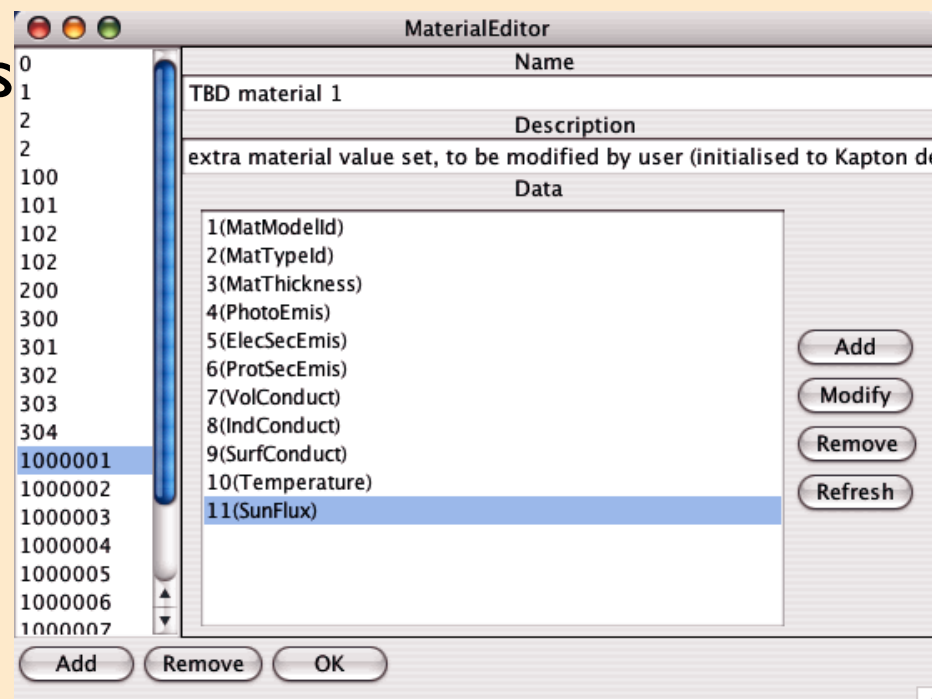 MaterialEditor
s
0
1
2
2
100
101
102
102
200
300
301
302
303
304
1000001
1000002
1000003
1000004
1000005
1000006
1000007
Name
TBD material 1
Description
extra material value set, to be modified by user (initialised to Kapton de
Data
1(MatModelId)
2(MatTypeId)
3(MatThickness)
4(PhotoEmis)
5(ElecSecEmis)
6(ProtSecEmis)
7(VolConduct)
8(IndConduct)
9(SurfConduct)
10(Temperature)
11(SunFlux)
Add
Modify
Remove
Refresh
Add Remove OK